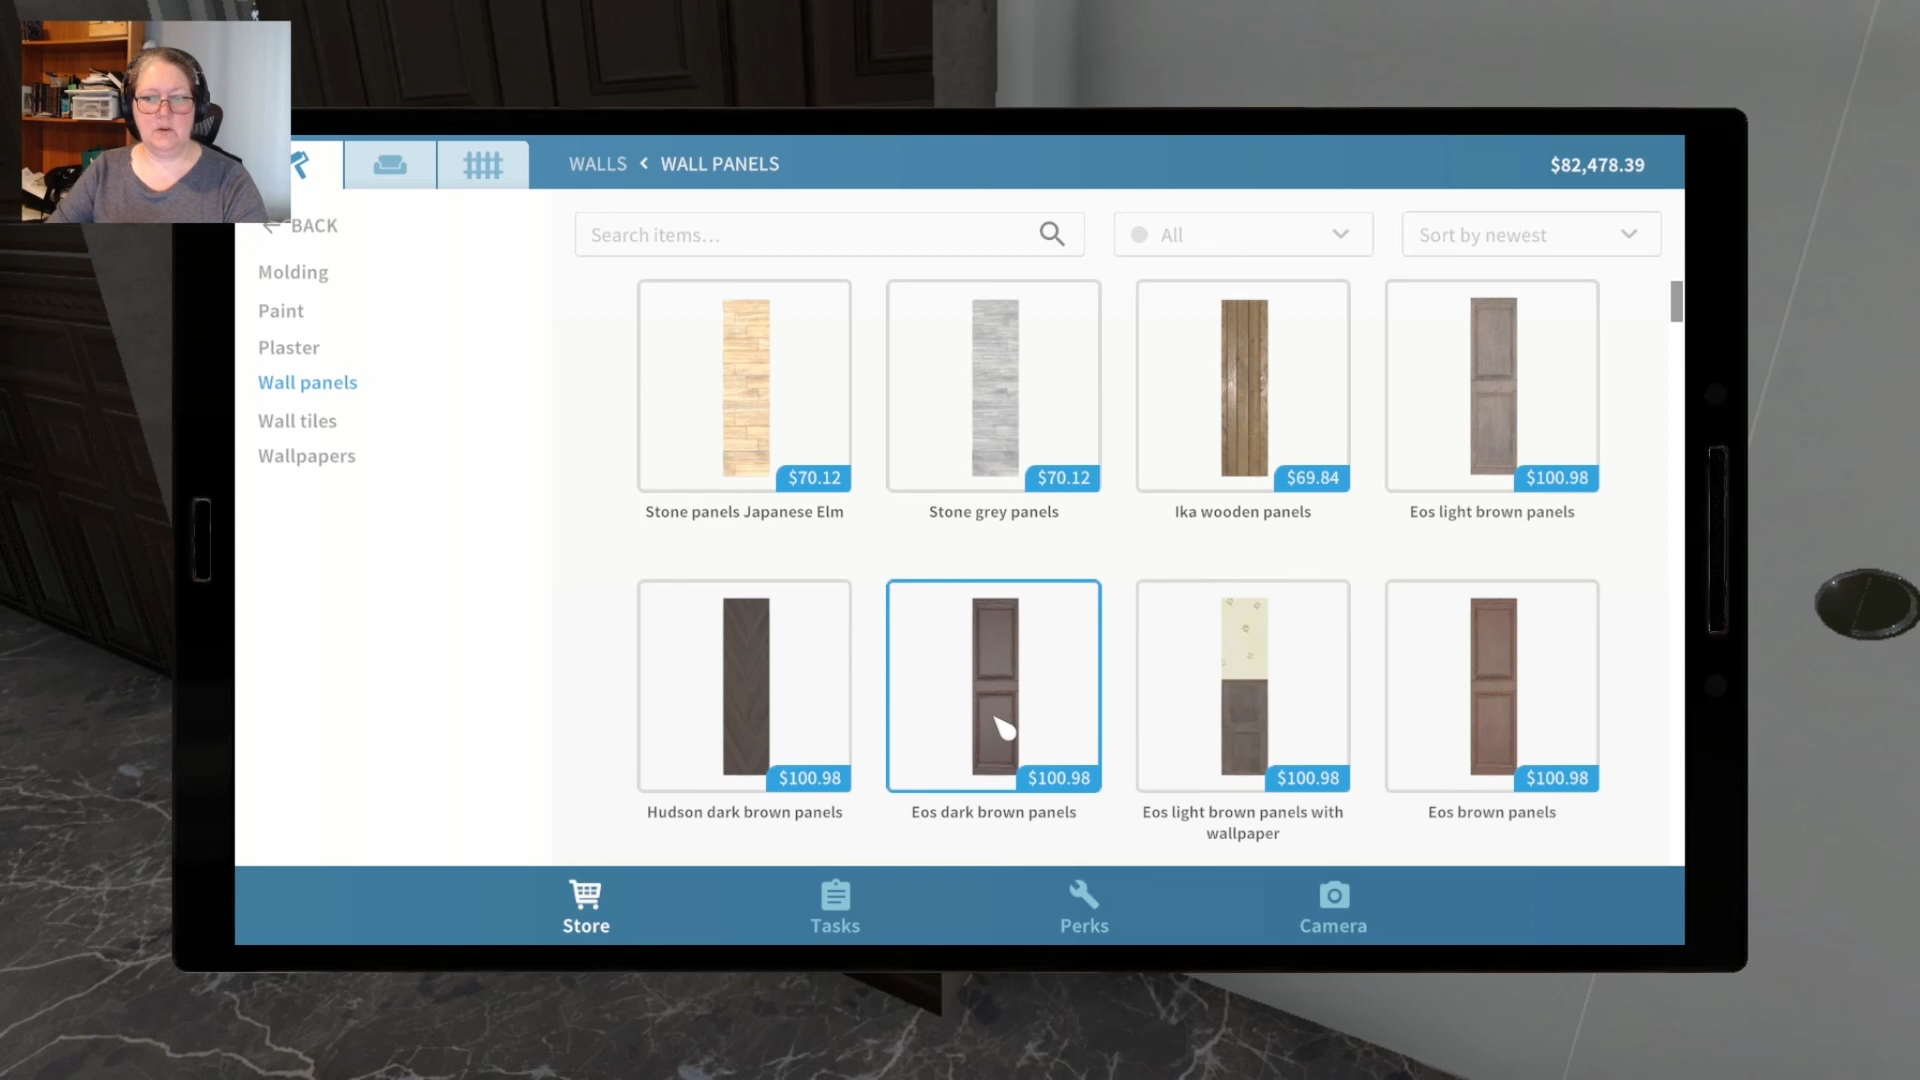 WALLS < WALL PANELS
$82,478.39
← BACK
Molding
Paint
Plaster
Wall panels
Wall tiles
Wallpapers
Search items...
All
Sort by newest
$70.12
$70.12
$69.84
$100.98
Stone panels Japanese Elm
Stone grey panels
Ika wooden panels
Eos light brown panels
$100.98
$100.98
$100.98
$100.98
Hudson dark brown panels
Eos dark brown panels
Eos light brown panels with
wallpaper
Eos brown panels
Store
Tasks
Perks
Camera